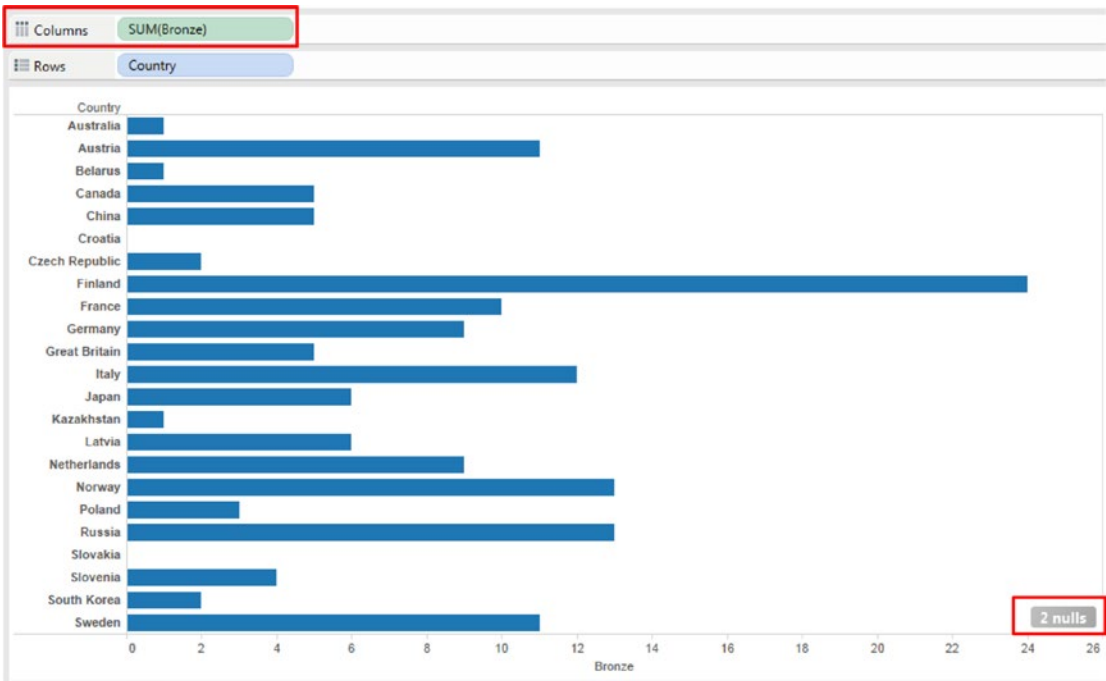 Columns SUM(Bronze)
Rows Country
Country
Australia
Austria
Belarus
Canada
China
Croatia
Czech Republic
Finland
France
Germany
Great Britain
Italy
Japan
Kazakhstan
Latvia
Netherlands
Norway
Poland
Russia
Slovakia
Slovenia
South Korea
Sweden
2 nulls
0 2 4 6 8 10 12 14 16 18 20 22 24 26
Bronze